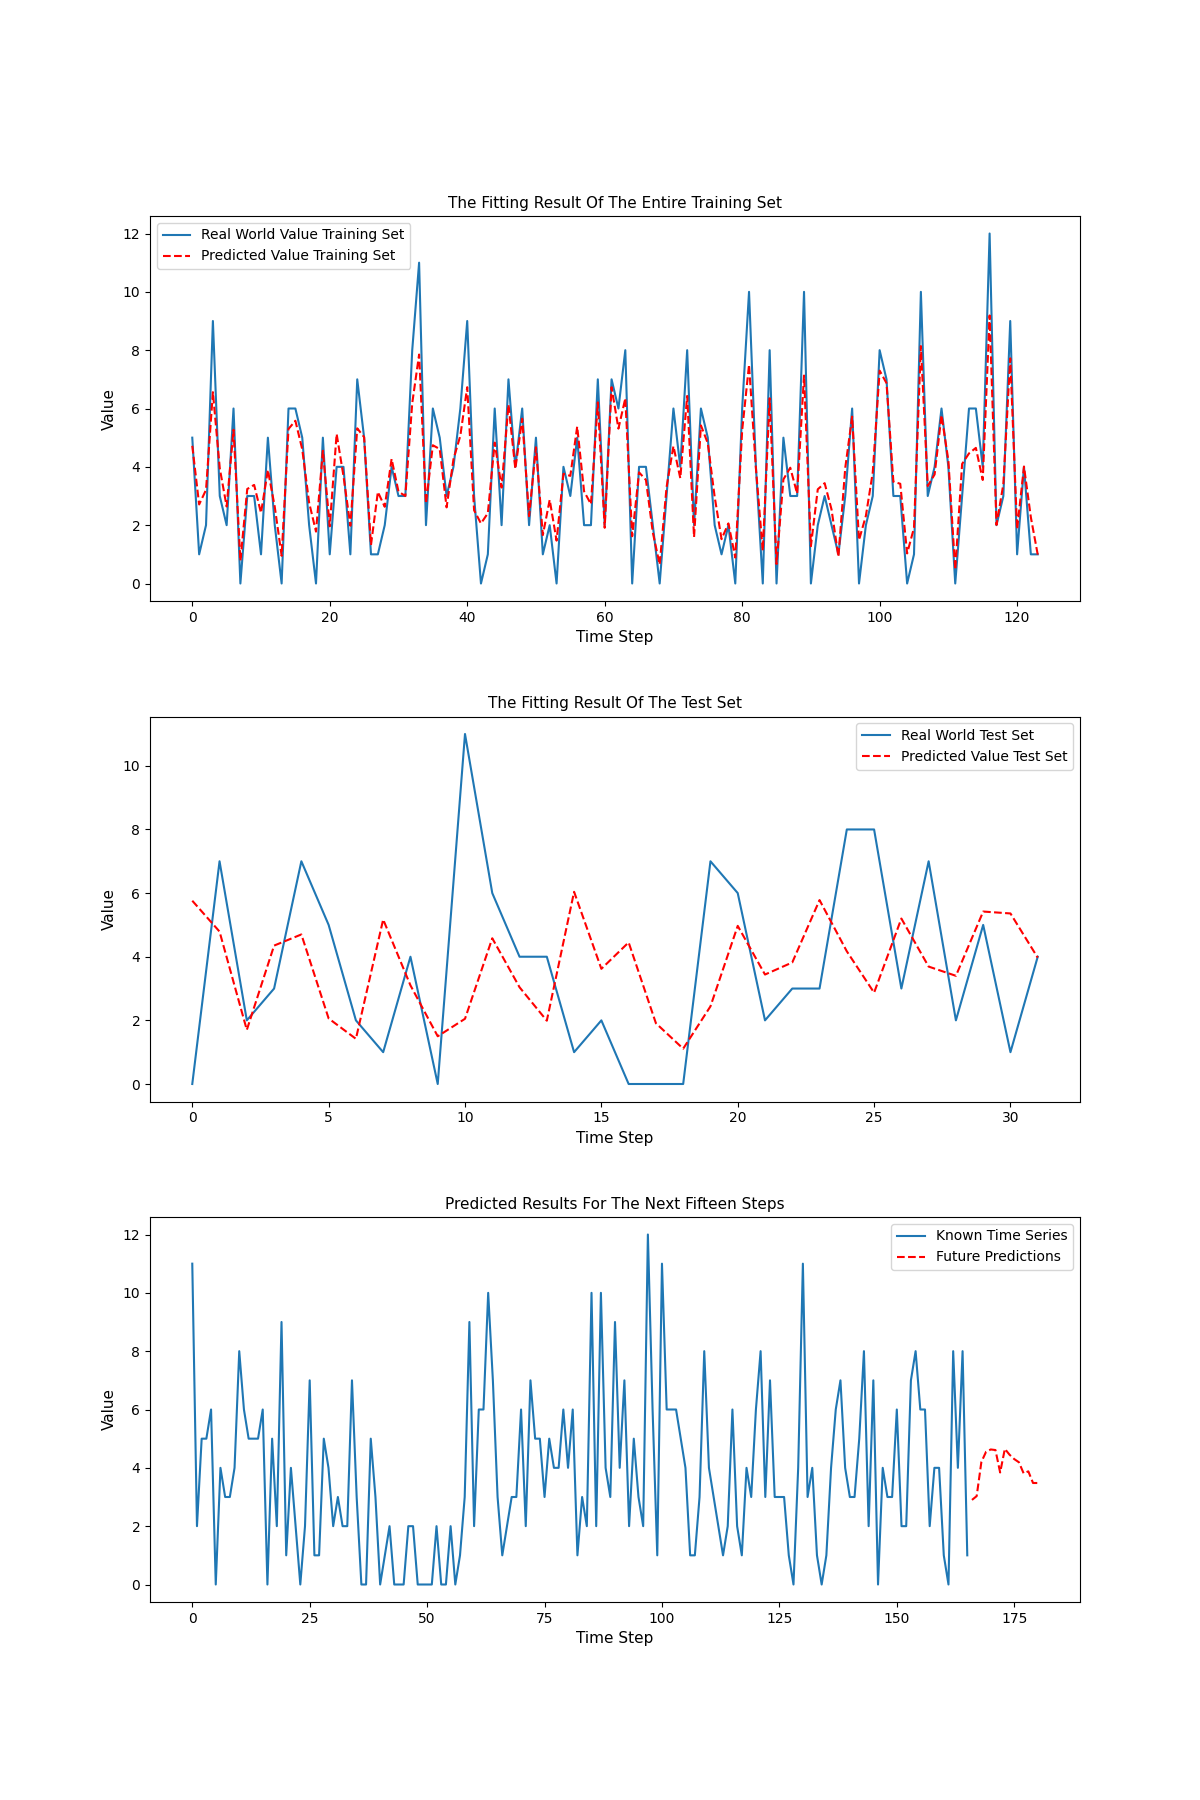 The Fitting Result Of The Entire Training Set
Real World Value Training Set
Predicted Value Training Set
12
10
8
6
4
2
0
Value
0 20 40 60 80 100 120
Time Step
The Fitting Result Of The Test Set
Real World Test Set
Predicted Value Test Set
10
8
6
4
2
0
Value
0 5 10 15 20 25 30
Time Step
Predicted Results For The Next Fifteen Steps
Known Time Series
Future Predictions
12
10
8
6
4
2
0
Value
0 25 50 75 100 125 150 175
Time Step